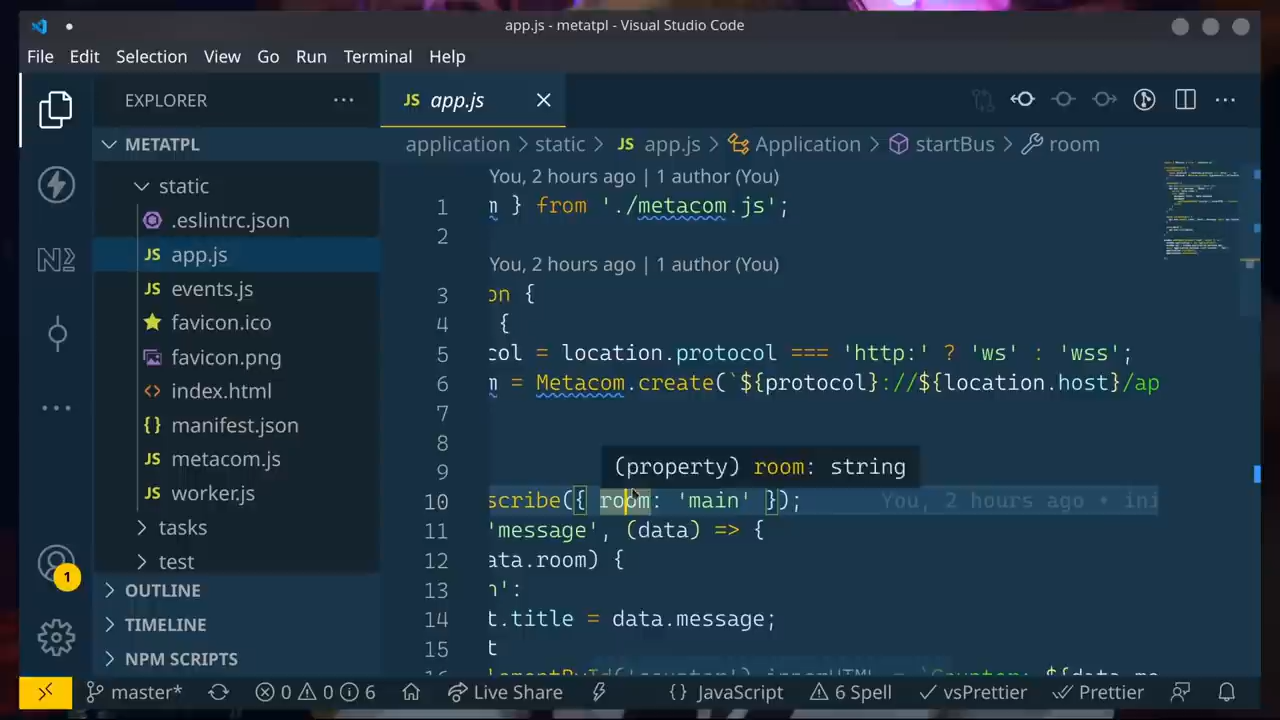 app.js - metatpl - Visual Studio Code
File Edit Selection View Go Run Terminal Help
EXPLORER ...
JS app.js
METATPL
application > static > JS app.js > Application > startBus > room
static
.eslintrc.json
JS app.js
JS events.js
favicon.ico
favicon.png
<> index.html
{} manifest.json
JS metacom.js
JS worker.js
tasks
test
OUTLINE
TIMELINE
NPM SCRIPTS
1
You, 2 hours ago | 1 author (You)
1 m } from './metacom.js';
2
You, 2 hours ago | 1 author (You)
3 on {
4 {
5 col = location.protocol === 'http:' ? 'ws' : 'wss';
6 m = Metacom.create(`${protocol}://${location.host}/ap
7
8
9
(property) room: string
10 scribe({ room: 'main' }); You, 2 hours ago • ini
11 'message', (data) => {
12 ata.room) {
13 n':
14 t.title = data.message;
15 t
master* 0 0 6 Live Share {} JavaScript 6 Spell vsPrettier Prettier